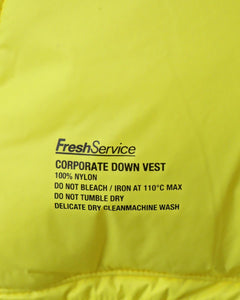 FreshService
CORPORATE DOWN VEST
100% NYLON
DO NOT BLEACH / IRON AT 110°C MAX
DO NOT TUMBLE DRY
DELICATE DRY CLEANMACHINE WASH